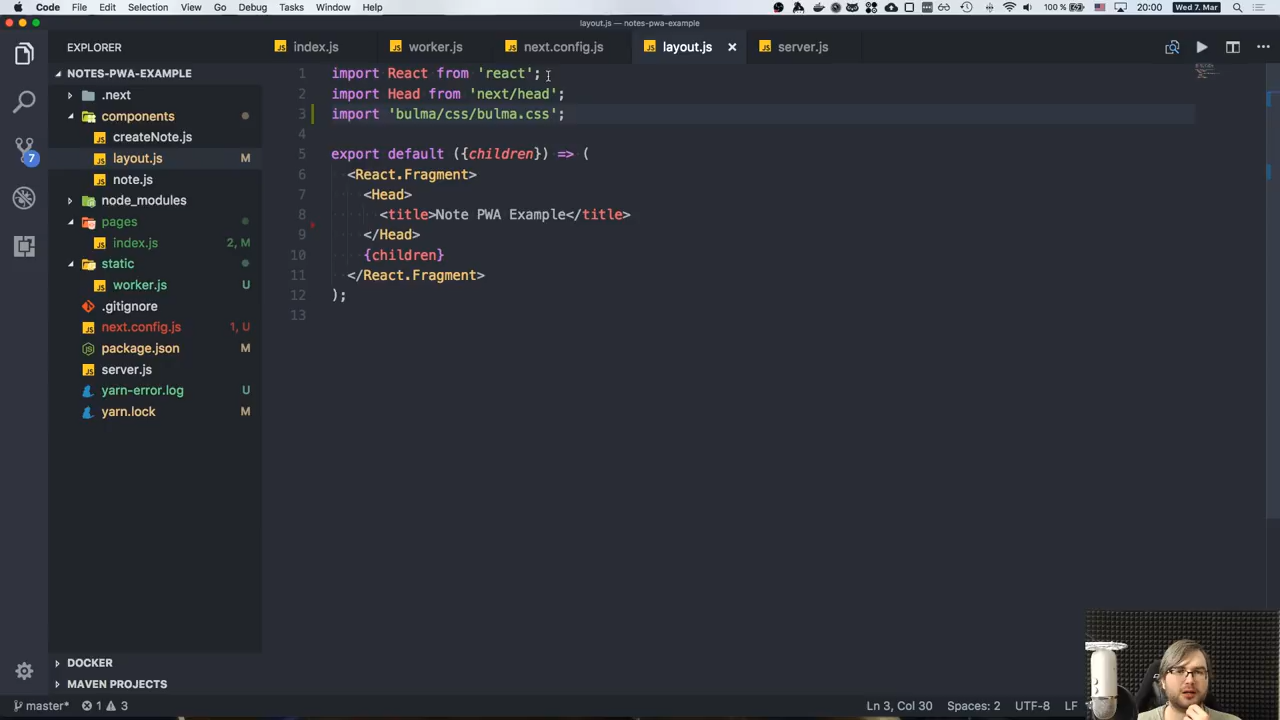 Code File Edit Selection View Go Debug Tasks Window Help 100 % 20:00 Wed 7. Mar
layout.js — notes-pwa-example
EXPLORER
index.js worker.js next.config.js layout.js server.js
NOTES-PWA-EXAMPLE
.next
components
createNote.js
layout.js M
note.js
node_modules
pages
index.js 2, M
static
worker.js U
.gitignore
next.config.js 1, U
package.json M
server.js
yarn-error.log U
yarn.lock M
7
DOCKER
MAVEN PROJECTS
1 import React from 'react';
2 import Head from 'next/head';
3 import 'bulma/css/bulma.css';
4
5 export default ({children}) => (
6 <React.Fragment>
7 <Head>
8 <title>Note PWA Example</title>
9 </Head>
10 {children}
11 </React.Fragment>
12 );
13
master* 1 3 Ln 3, Col 30 Spaces: 2 UTF-8 LF